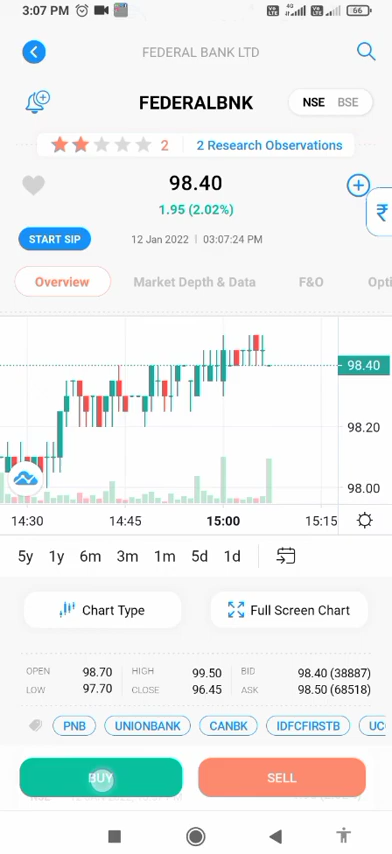 3:07 PM
4G
66
FEDERAL BANK LTD
FEDERALBNK
NSE BSE
2 2 Research Observations
98.40
₹
1.95 (2.02%)
START SIP
12 Jan 2022 | 03:07:24 PM
Overview Market Depth & Data F&O Opti
98.40
98.20
98.00
14:30 14:45 15:00 15:15
5y 1y 6m 3m 1m 5d 1d
Chart Type Full Screen Chart
OPEN 98.70 HIGH 99.50 BID 98.40 (38887)
LOW 97.70 CLOSE 96.45 ASK 98.50 (68518)
PNB UNIONBANK CANBK IDFCFIRSTB UC
BUY SELL